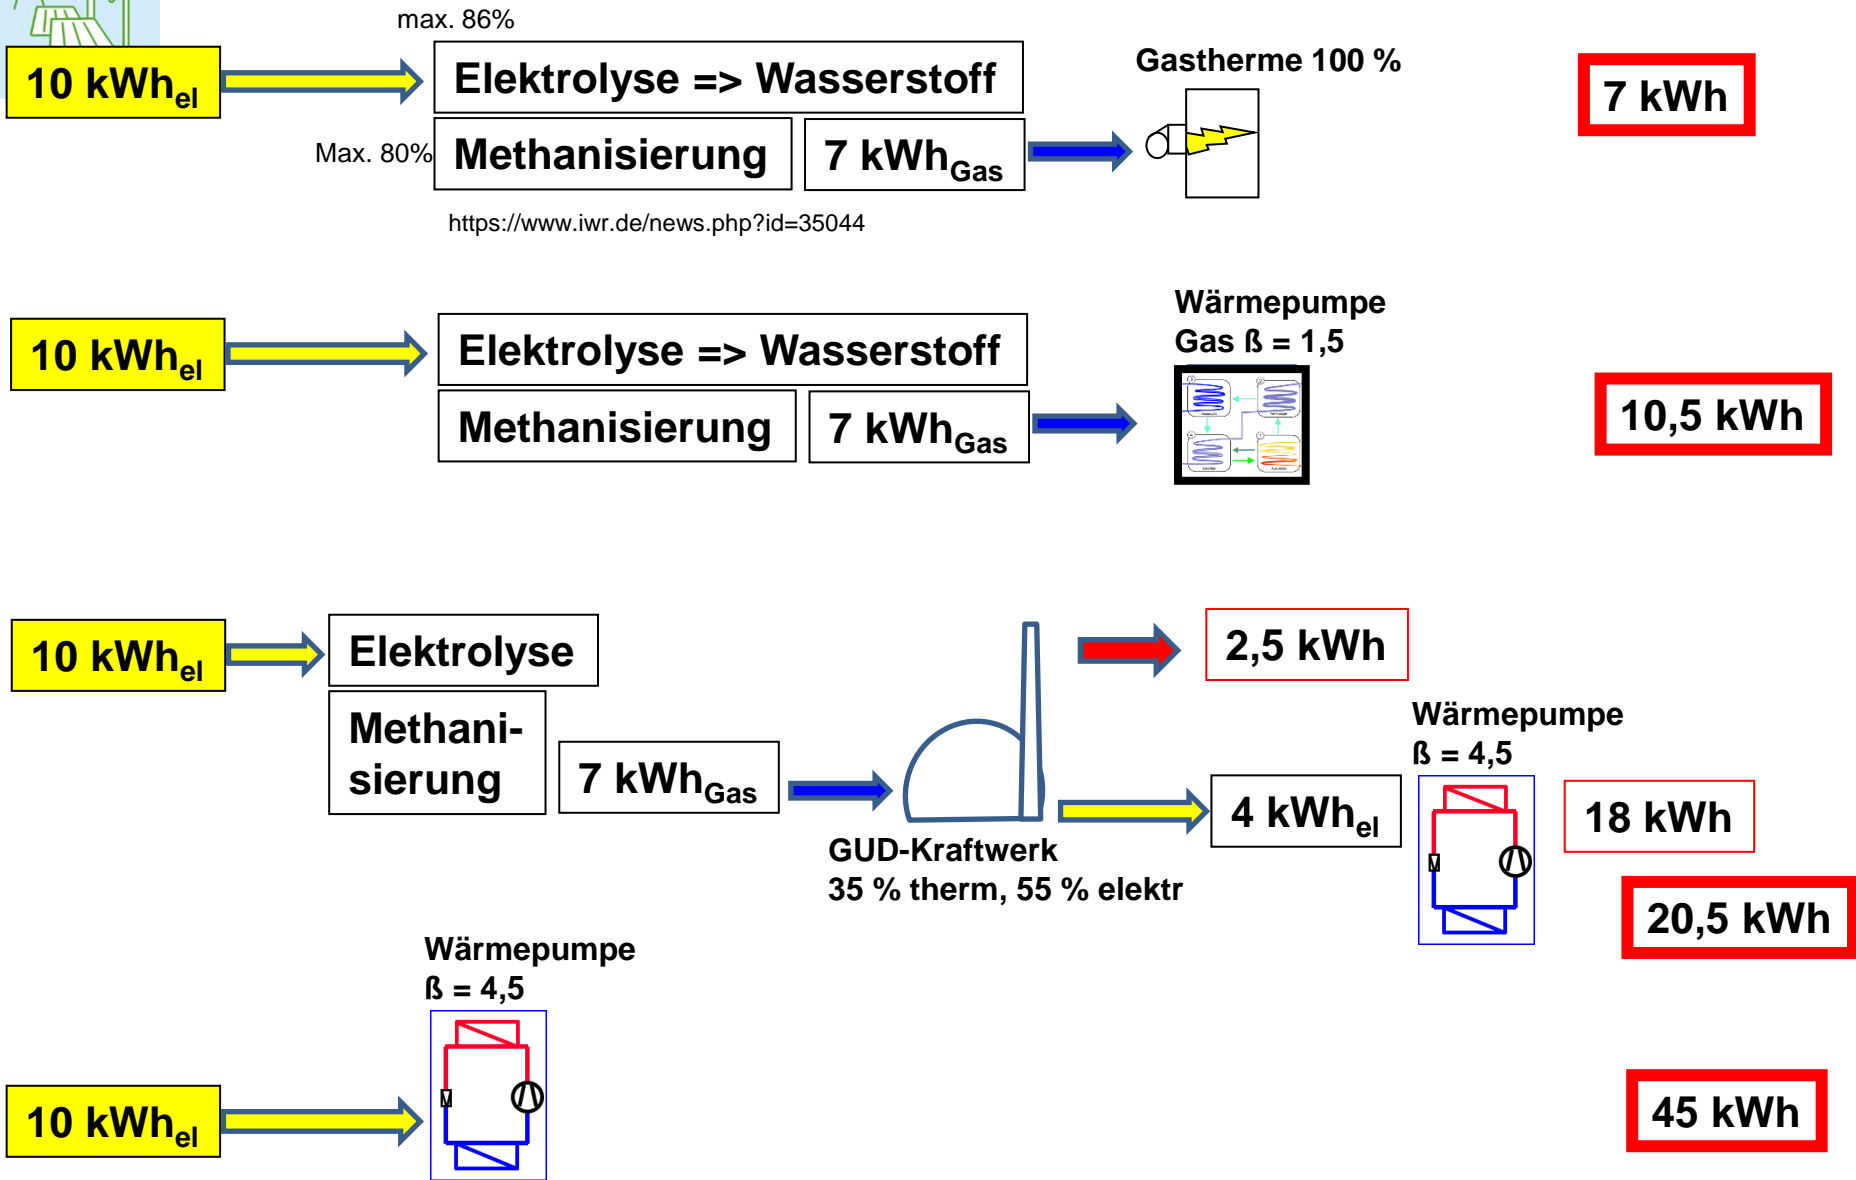 max. 86%
10 kWhel
Elektrolyse => Wasserstoff
Gastherme 100 %
7 kWh
Max. 80%
Methanisierung
7 kWhGas
https://www.iwr.de/news.php?id=35044
Wärmepumpe
Gas ß = 1,5
10 kWhel
Elektrolyse => Wasserstoff
Methanisierung
7 kWhGas
10,5 kWh
10 kWhel
Elektrolyse
2,5 kWh
Methani-
sierung
7 kWhGas
Wärmepumpe
ß = 4,5
4 kWhel
18 kWh
GUD-Kraftwerk
35 % therm, 55 % elektr
20,5 kWh
Wärmepumpe
ß = 4,5
10 kWhel
45 kWh